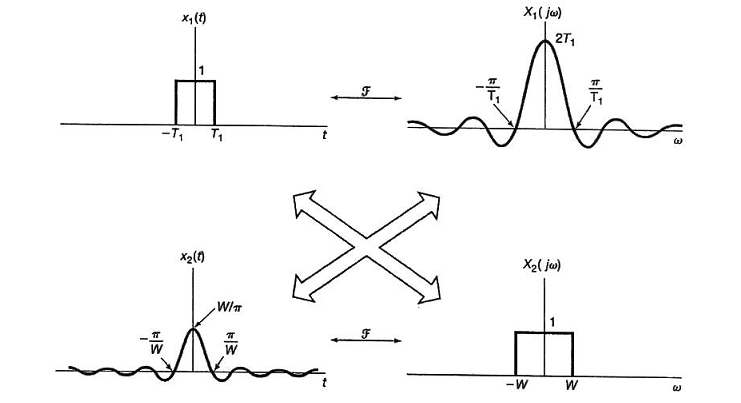 x₁(t)
1
−T₁
T₁
t
ℱ
X₁( jω)
2T₁
−π/T₁
π/T₁
ω
x₂(t)
W/π
−π/W
π/W
t
ℱ
X₂( jω)
1
−W
W
ω